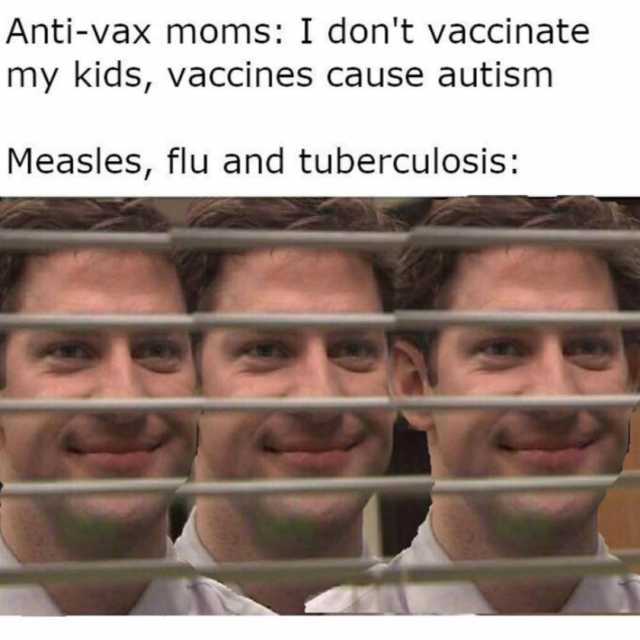 Anti-vax moms: I don't vaccinate
my kids, vaccines cause autism
Measles, flu and tuberculosis: